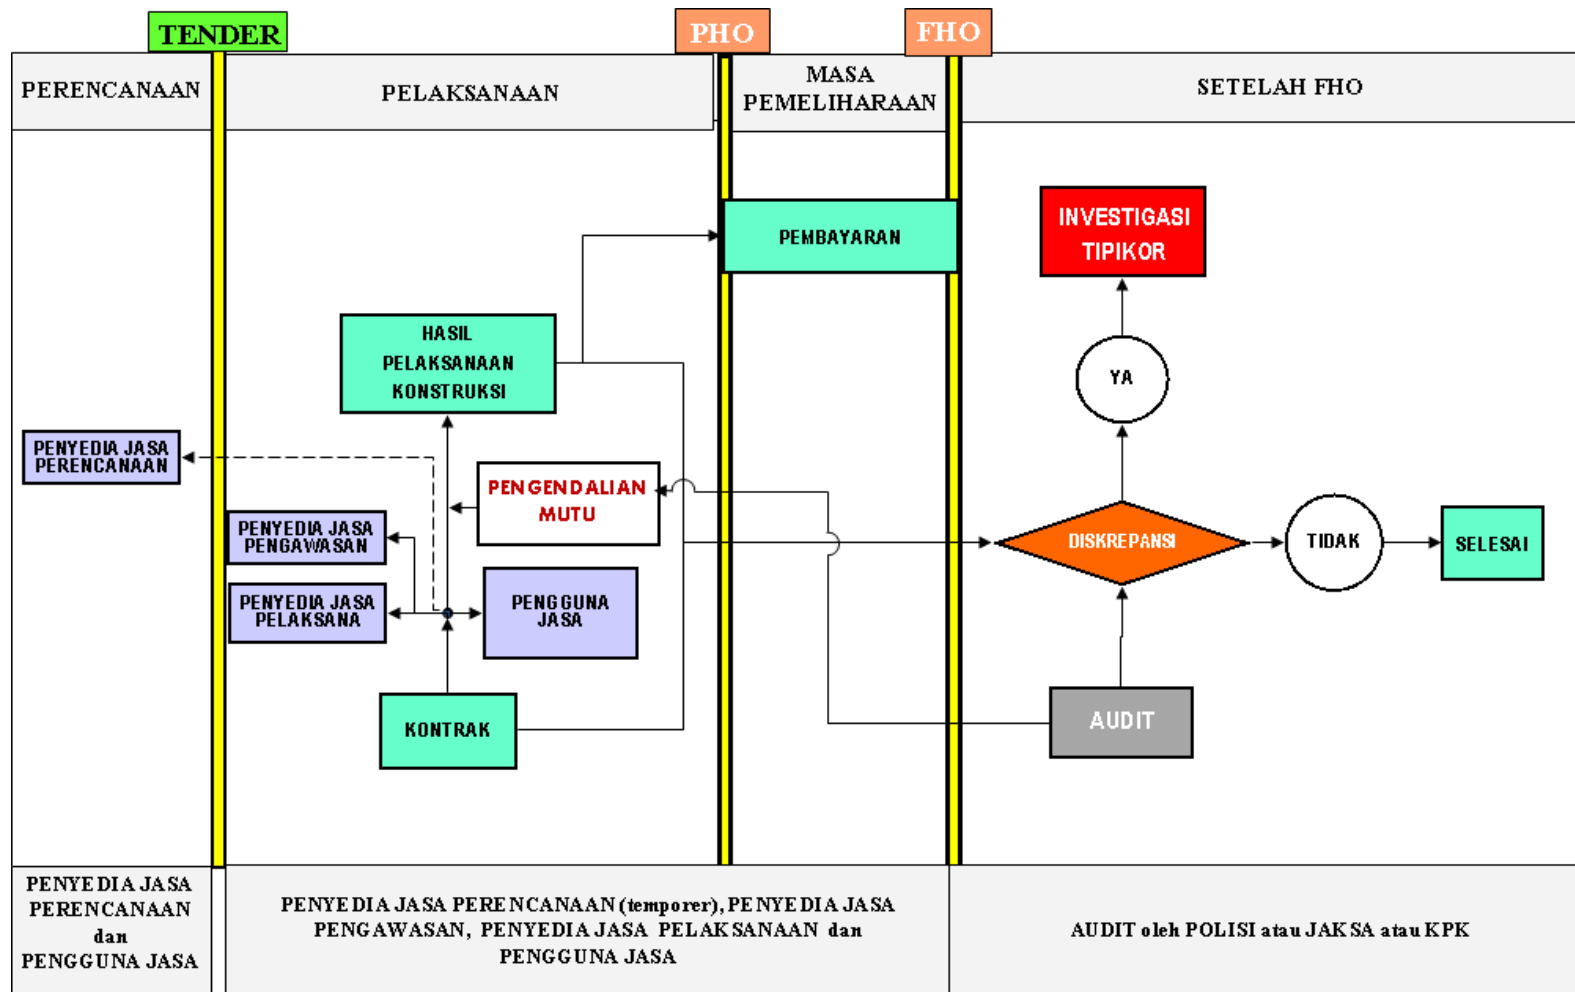 TENDER
PHO
FHO
PERENCANAAN
PELAKSANAAN
MASA
PEMELIHARAAN
SETELAH FHO
INVESTIGASI
TIPIKOR
PEMBAYARAN
HASIL
PELAKSANAAN
KONSTRUKSI
YA
PENYEDIA JASA
PERENCANAAN
PENGENDALIAN
MUTU
PENYEDIA JASA
PENGAWASAN
DISKREPANSI
TIDAK
SELESAI
PENYEDIA JASA
PELAKSANA
PENGGUNA
JASA
KONTRAK
AUDIT
PENYEDIA JASA
PERENCANAAN
dan
PENGGUNA JASA
PENYEDIA JASA PERENCANAAN (temporer), PENYEDIA JASA
PENGAWASAN, PENYEDIA JASA PELAKSANAAN dan
PENGGUNA JASA
AUDIT oleh POLISI atau JAKSA atau KPK